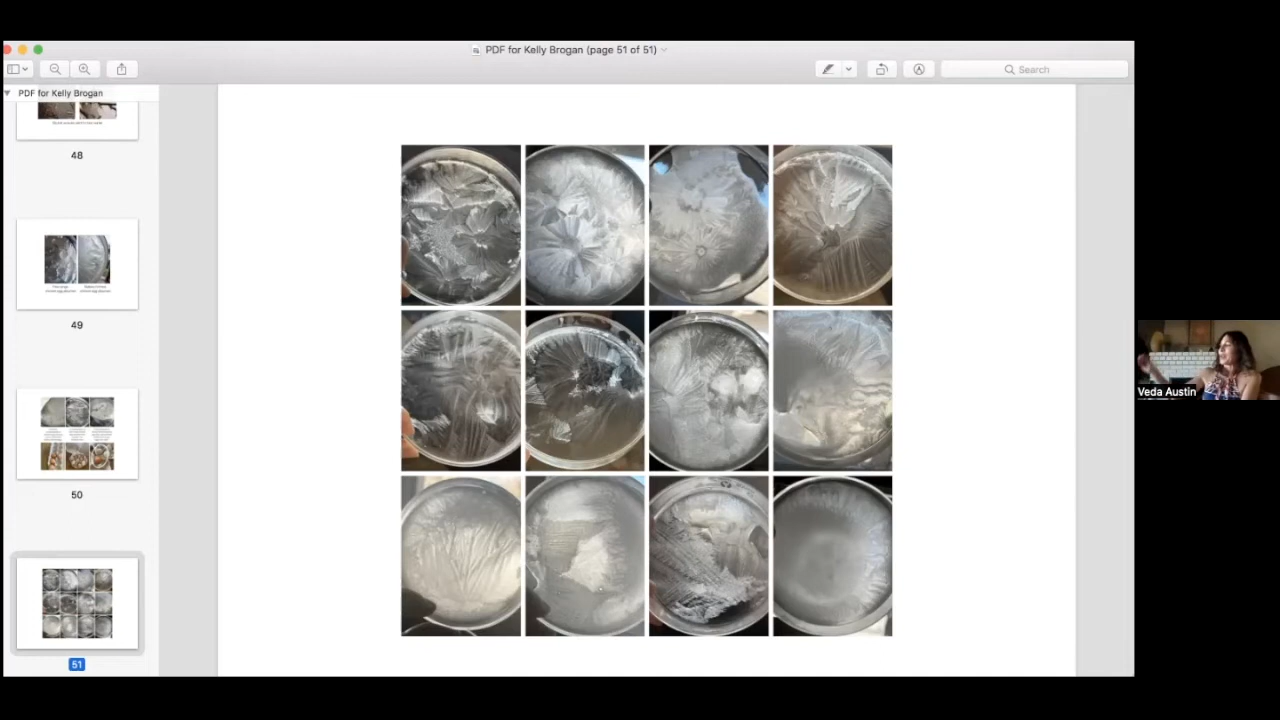 PDF for Kelly Brogan (page 51 of 51)
Search
PDF for Kelly Brogan
48
49
50
51
Veda Austin